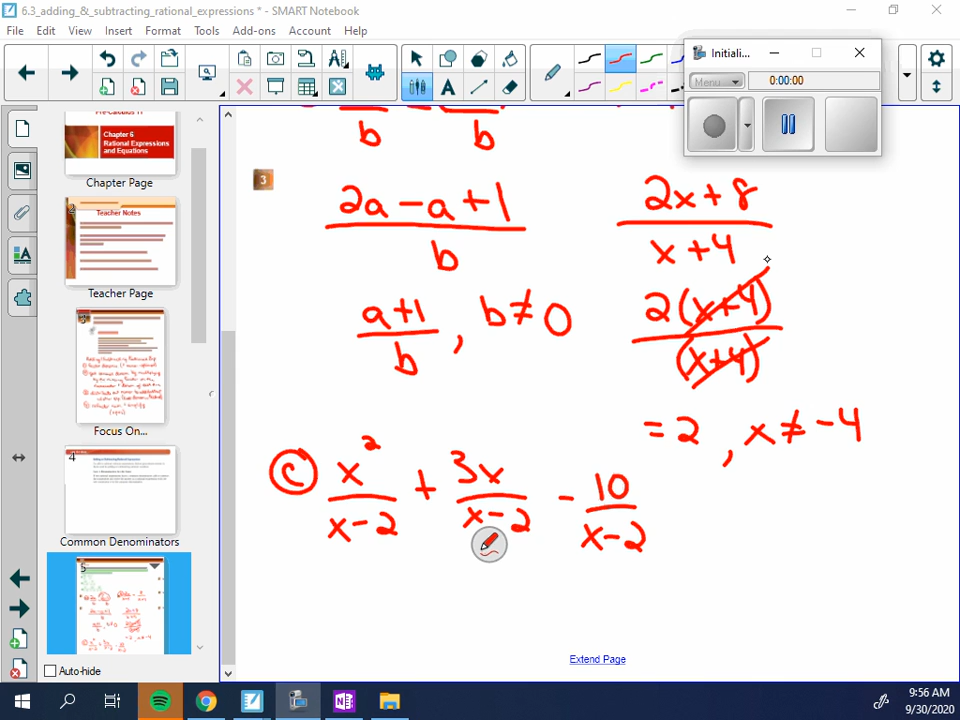 6.3_adding_&_subtracting_rational_expressions * - SMART Notebook
File Edit View Insert Format Tools Add-ons Account Help
Initiali...
Menu
0:00:00
Pre-Calculus 11
Chapter 6
Rational Expressions
and Equations
Chapter Page
2
Teacher Notes
Teacher Page
Focus On...
4
Common Denominators
5
Auto-hide
b
b
3
2a - a + 1
b
2x + 8
x + 4
a+1
b
, b ≠ 0
2 (x+4)
(x+4)
= 2 , x ≠ -4
c x² + 3x - 10
x-2 x-2 x-2
Extend Page
9:56 AM
9/30/2020